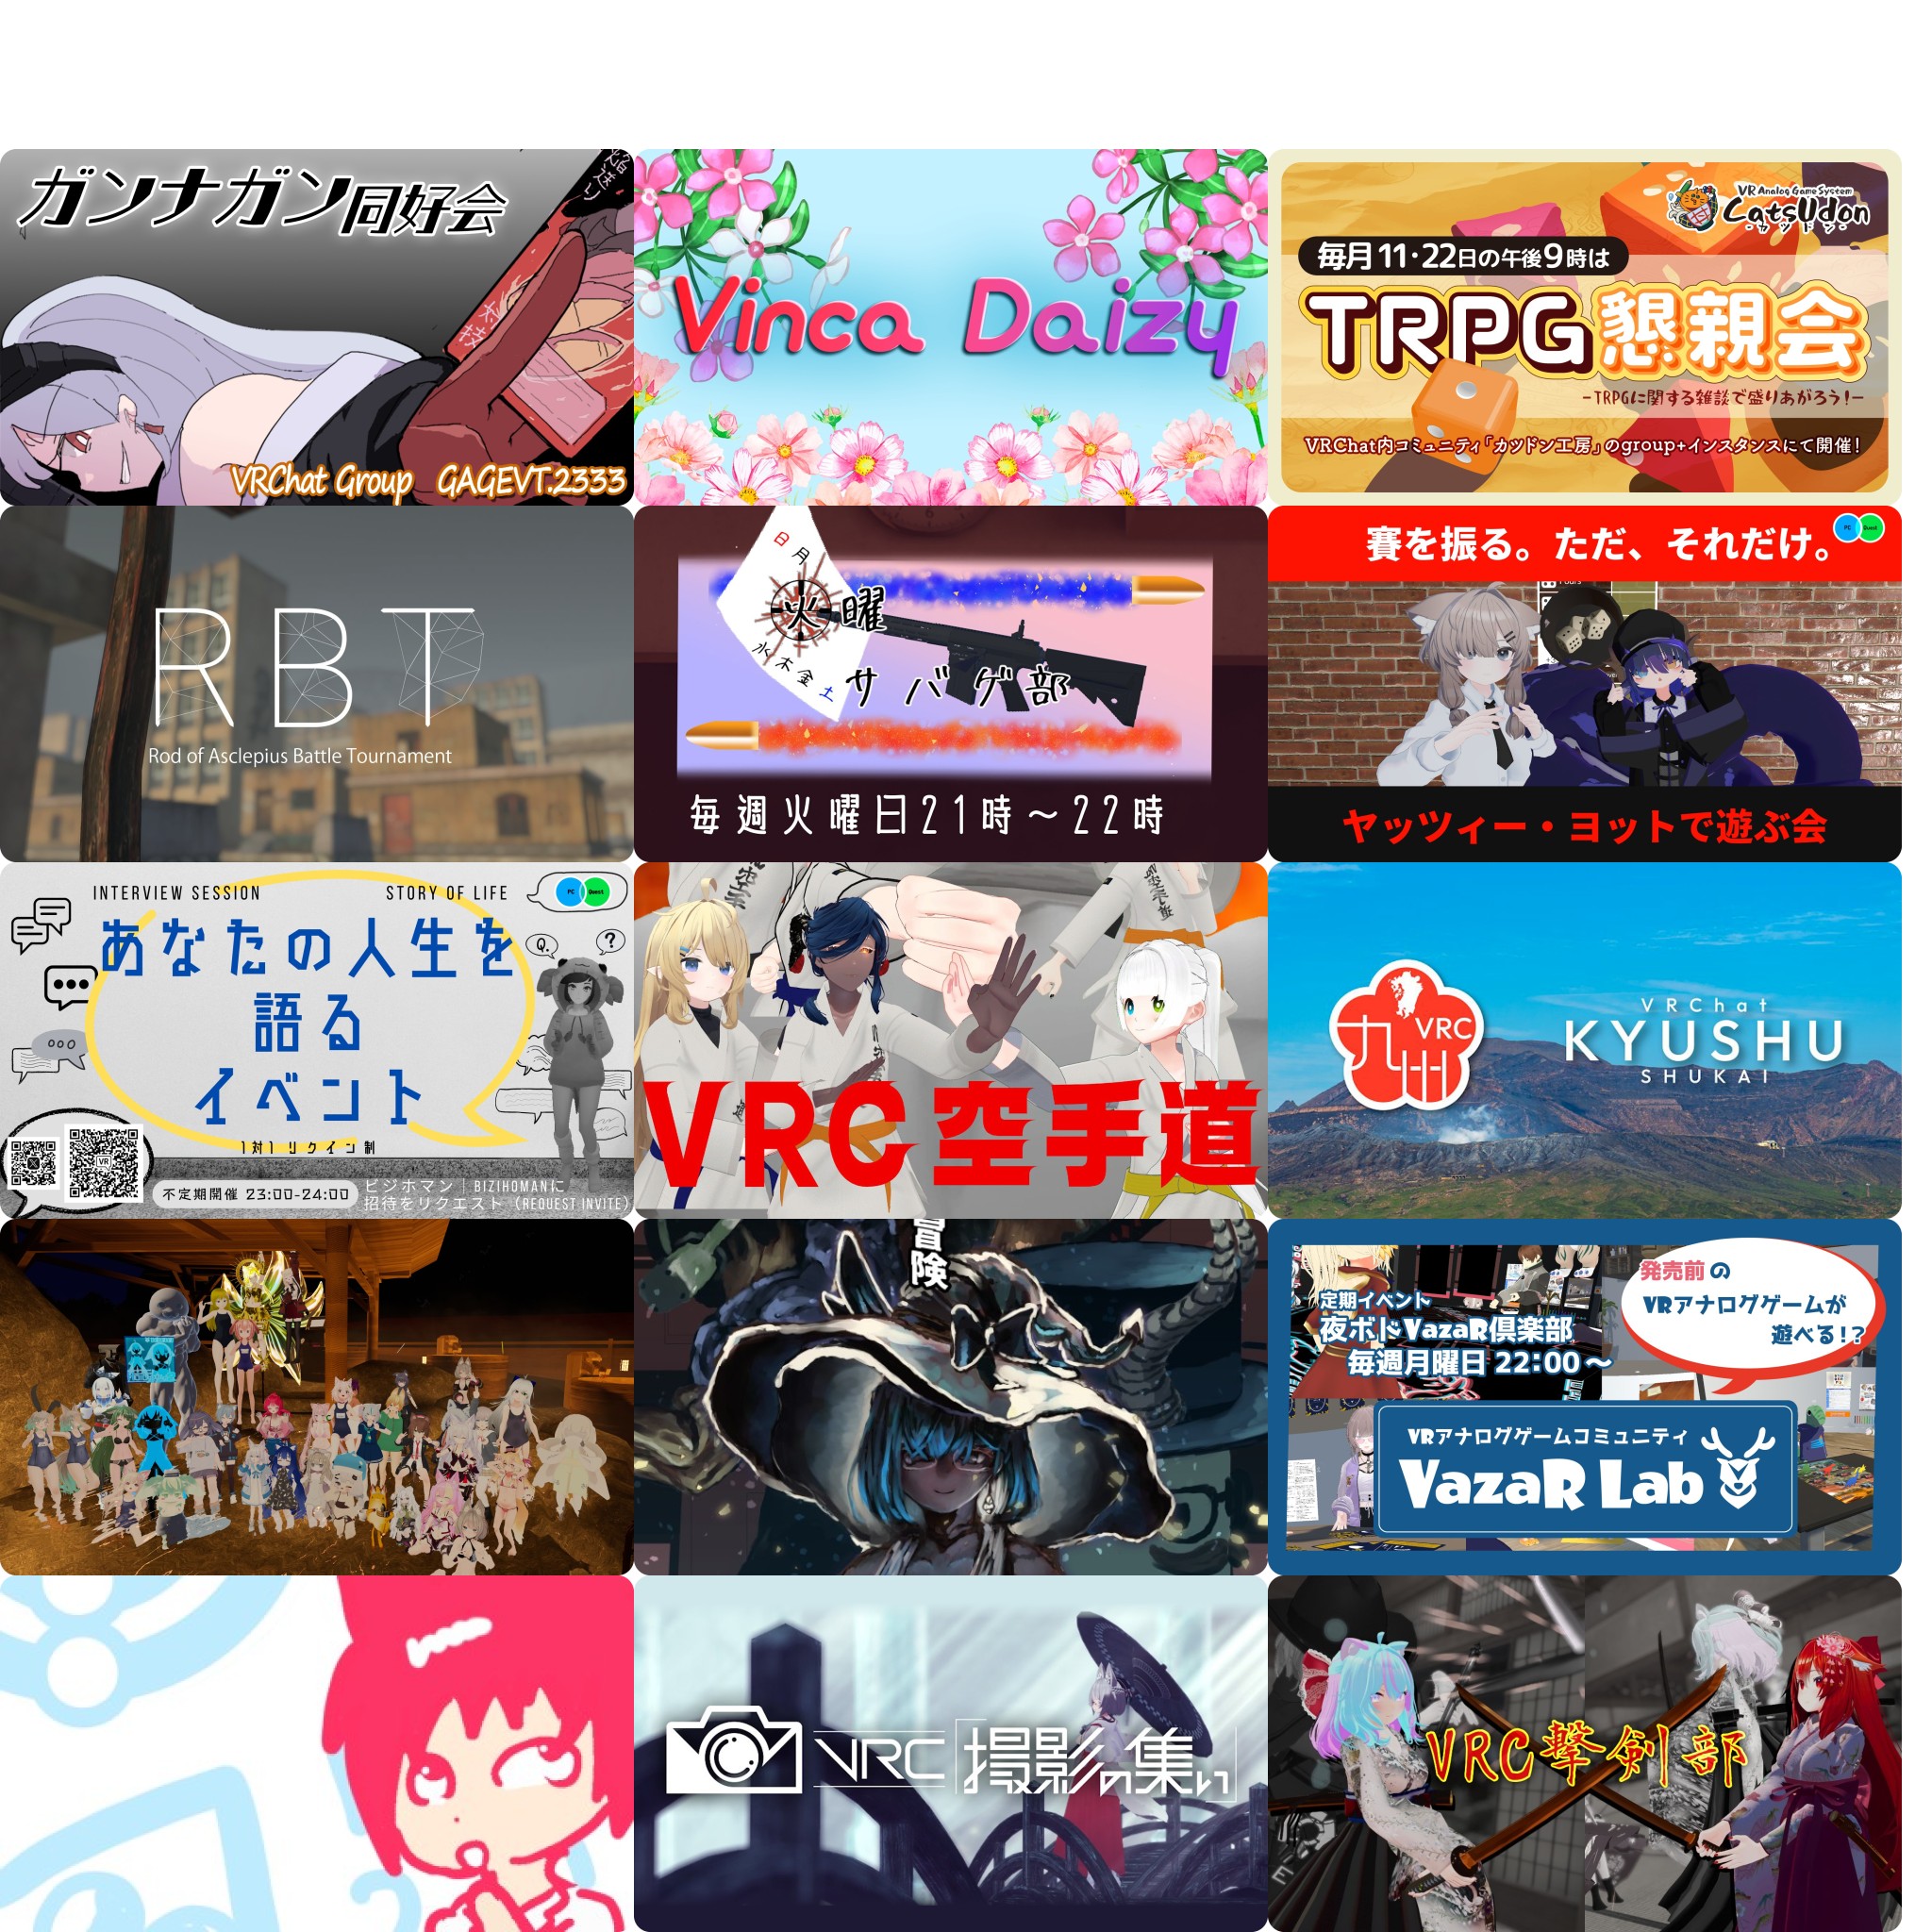 ガンナガン同好会
VRChat Group GAGEVT.2333
Vinca Daizy
VR Analog Game System
CatsUdon
-カツドン-
毎月11・22日の午後9時は
TRPG懇親会
-TRPGに関する雑談で盛りあがろう!-
VRChat内コミュニティ「カツドン工房」のgroup+インスタンスにて開催!
RBT
Rod of Asclepius Battle Tournament
日
月
火曜
水木金土
サバゲ部
毎週火曜日21時～22時
賽を振る。ただ、それだけ。
PC Quest
ヤッツィー・ヨットで遊ぶ会
INTERVIEW SESSION
STORY OF LIFE
PC Quest
あなたの人生を
語る
イベント
Q.
?
1対1リクイン制
不定期開催 23:00-24:00
ビジホマン｜BIZIHOMANに
招待をリクエスト（REQUEST INVITE）
VRC空手道
九州
VRC
VRChat
KYUSHU
SHUKAI
冒険
定期イベント
夜ボドVazaR倶楽部
毎週月曜日 22:00～
発売前の
VRアナログゲームが
遊べる!?
VRアナログゲームコミュニティ
VazaR Lab
VRC「撮影の集い」
VRC撃剣部